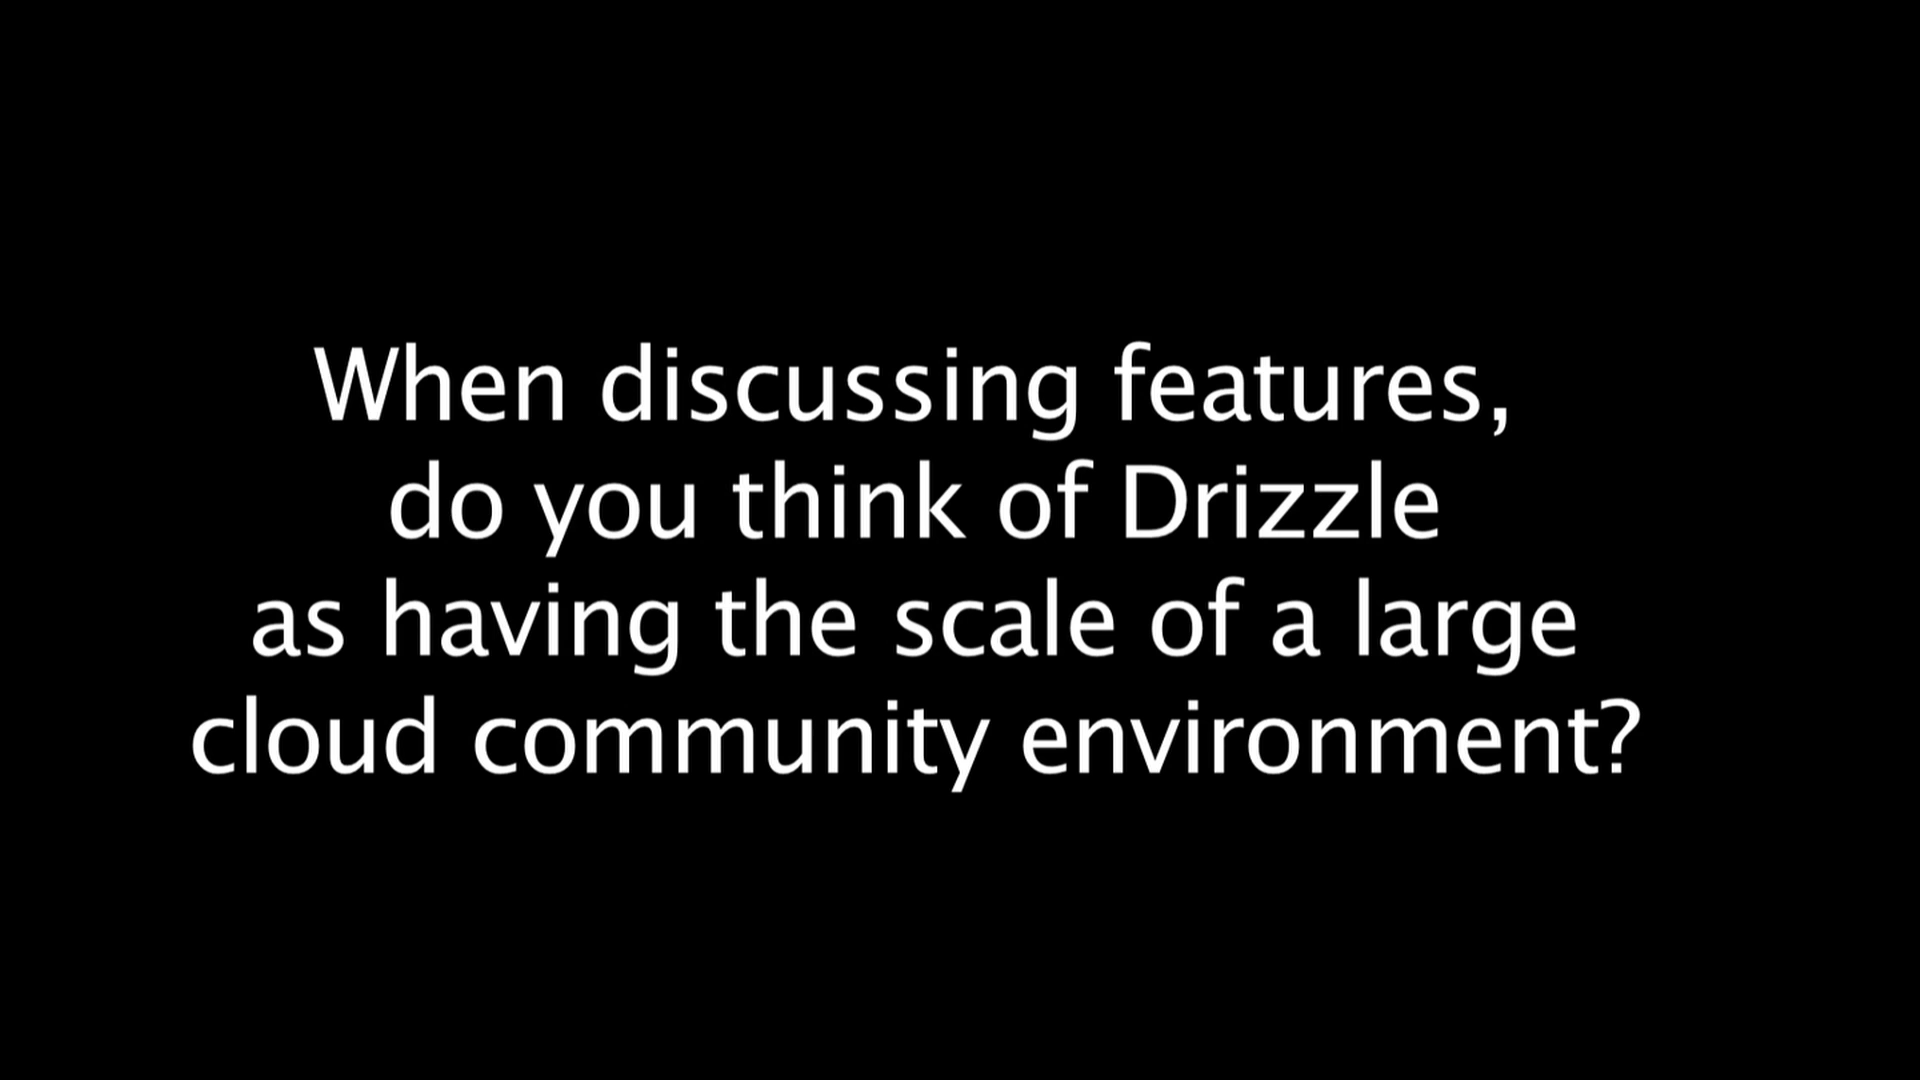 When discussing features,
do you think of Drizzle
as having the scale of a large
cloud community environment?